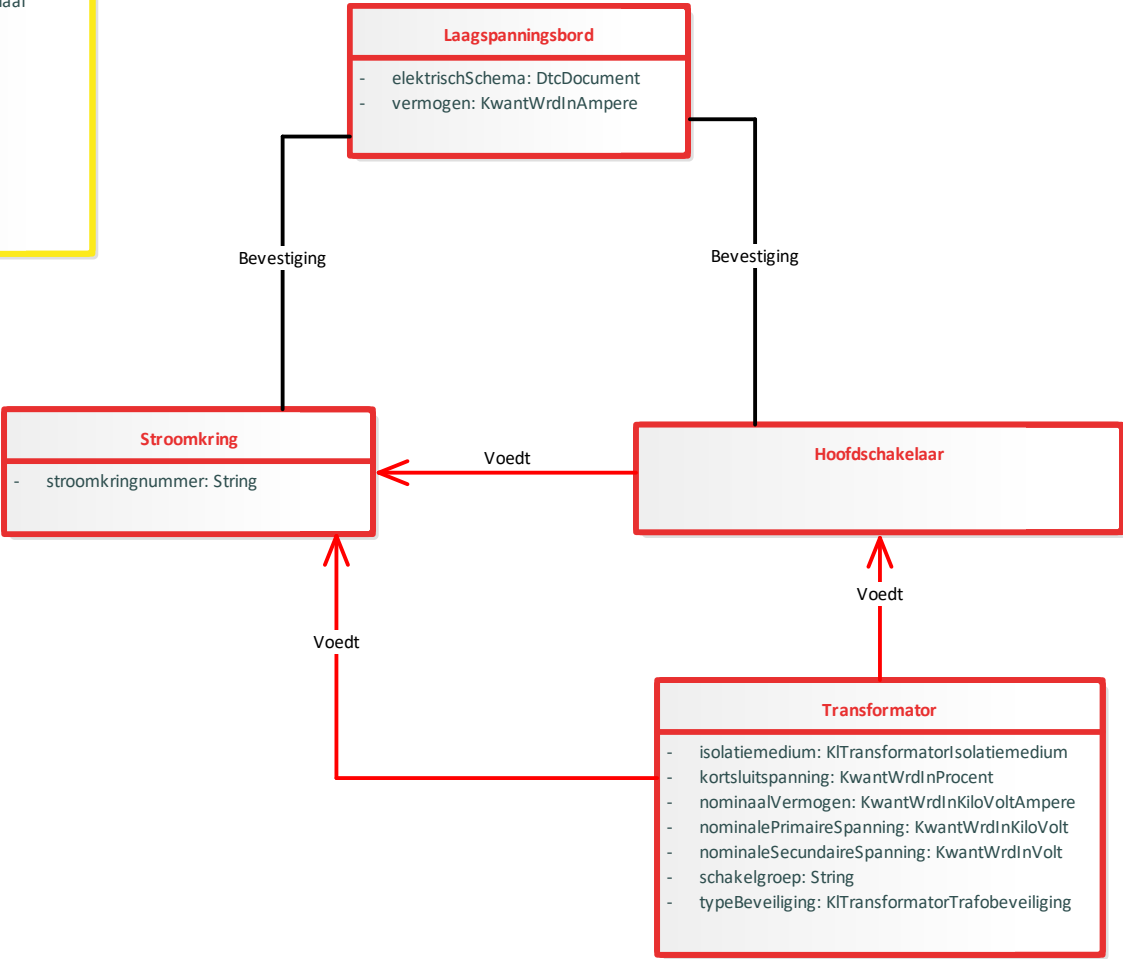 Laagspanningsbord
- elektrischSchema: DtcDocument
- vermogen: KwantWrdInAmpere
Bevestiging
Bevestiging
Stroomkring
- stroomkringnummer: String
Voedt
Hoofdschakelaar
Voedt
Voedt
Transformator
- isolatiemedium: KlTransformatorIsolatiemedium
- kortsluitspanning: KwantWrdInProcent
- nominaalVermogen: KwantWrdInKiloVoltAmpere
- nominalePrimaireSpanning: KwantWrdInKiloVolt
- nominaleSecundaireSpanning: KwantWrdInVolt
- schakelgroep: String
- typeBeveiliging: KlTransformatorTrafobeveiliging